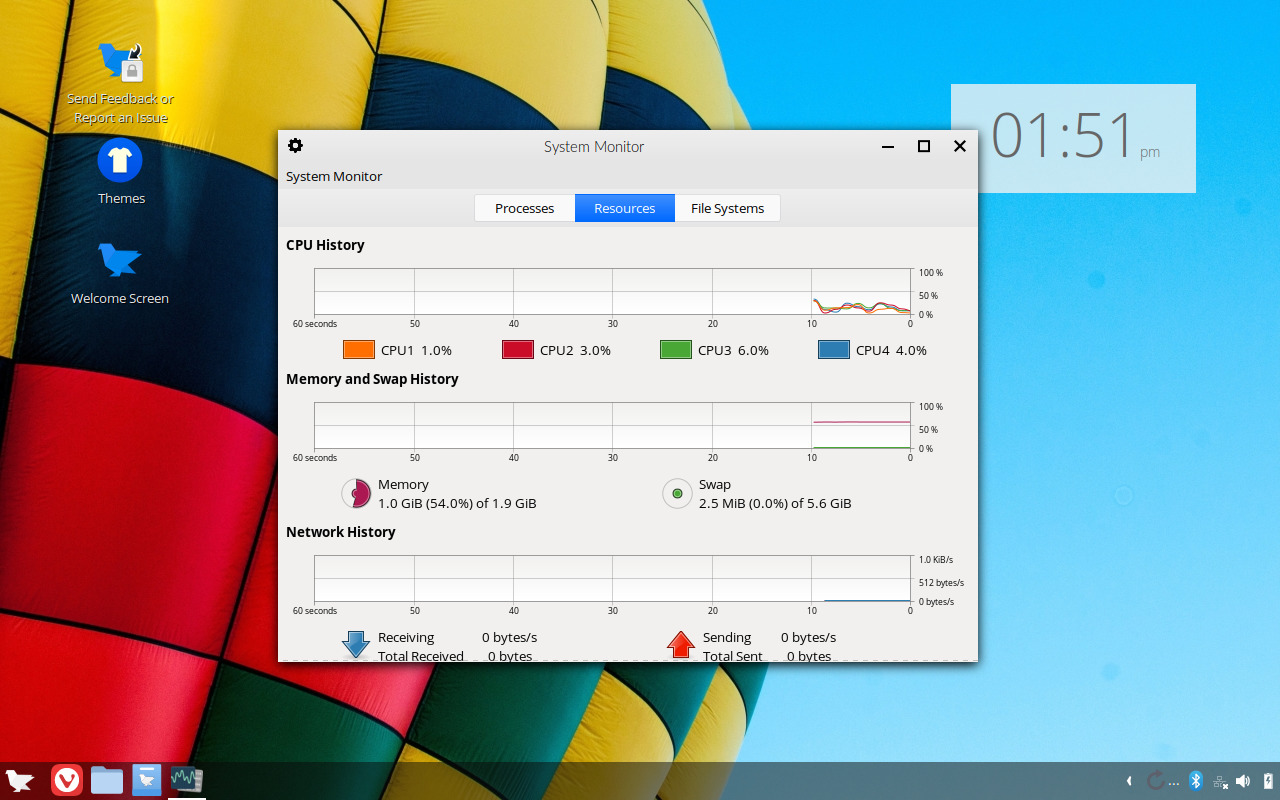 Send Feedback or
Report an Issue
Themes
Welcome Screen
01:51 pm
System Monitor
System Monitor
Processes Resources File Systems
CPU History
100 %
50 %
0 %
60 seconds 50 40 30 20 10 0
CPU1 1.0% CPU2 3.0% CPU3 6.0% CPU4 4.0%
Memory and Swap History
100 %
50 %
0 %
60 seconds 50 40 30 20 10 0
Memory
1.0 GiB (54.0%) of 1.9 GiB
Swap
2.5 MiB (0.0%) of 5.6 GiB
Network History
1.0 KiB/s
512 bytes/s
0 bytes/s
60 seconds 50 40 30 20 10 0
Receiving 0 bytes/s
Total Received 0 bytes
Sending 0 bytes/s
Total Sent 0 bytes
...